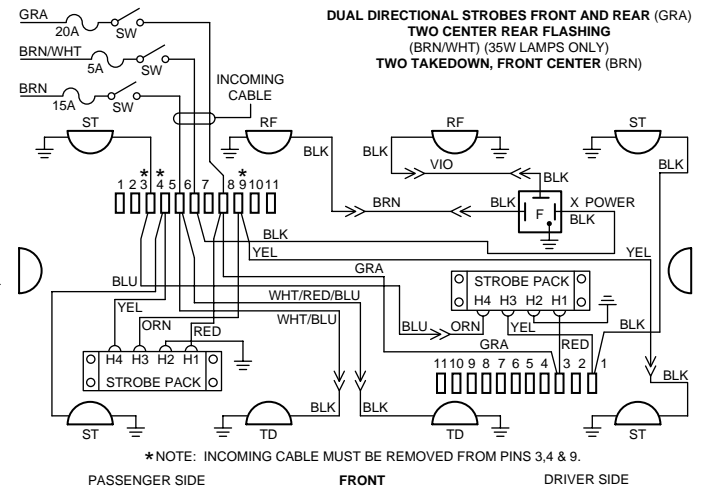 GRA
20A
SW
DUAL DIRECTIONAL STROBES FRONT AND REAR (GRA)
TWO CENTER REAR FLASHING
(BRN/WHT) (35W LAMPS ONLY)
TWO TAKEDOWN, FRONT CENTER (BRN)
BRN/WHT
5A
SW
BRN
15A
SW
INCOMING
CABLE
ST
RF
RF
ST
BLK
BLK
VIO
BLK
BLK
* *
*
1 2 3 4 5 6 7 8 9 10 11
BRN
BLK
F
X POWER
BLK
BLK
YEL
YEL
GRA
BLU
WHT/RED/BLU
YEL
WHT/BLU
ORN
RED
STROBE PACK
H4 H3 H2 H1
BLU
ORN
YEL
RED
BLK
GRA
H4 H3 H2 H1
STROBE PACK
11 10 9 8 7 6 5 4 3 2 1
BLK
BLK
BLK
ST
TD
TD
ST
* NOTE: INCOMING CABLE MUST BE REMOVED FROM PINS 3,4 & 9.
PASSENGER SIDE
FRONT
DRIVER SIDE